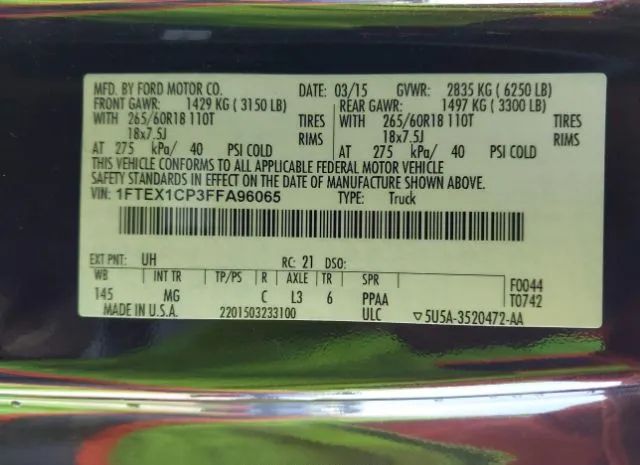 MFD. BY FORD MOTOR CO. DATE: 03/15 GVWR: 2835 KG ( 6250 LB)
FRONT GAWR: 1429 KG ( 3150 LB) REAR GAWR: 1497 KG ( 3300 LB)
WITH 265/60R18 110T TIRES WITH 265/60R18 110T TIRES
18x7.5J RIMS 18x7.5J RIMS
AT 275 kPa/ 40 PSI COLD AT 275 kPa/ 40 PSI COLD
THIS VEHICLE CONFORMS TO ALL APPLICABLE FEDERAL MOTOR VEHICLE
SAFETY AND THEFT PREVENTION STANDARDS IN EFFECT ON THE DATE OF MANUFACTURE SHOWN ABOVE.
VIN: 1FTEX1CP3FFA96065 TYPE: Truck
EXT PNT: UH RC: 21 DSO:
WB INT TR TP/PS R AXLE TR SPR F0044
145 MG C L3 6 PPAA T0742
MADE IN U.S.A. 2201503233100 ULC ▽5U5A-3520472-AA